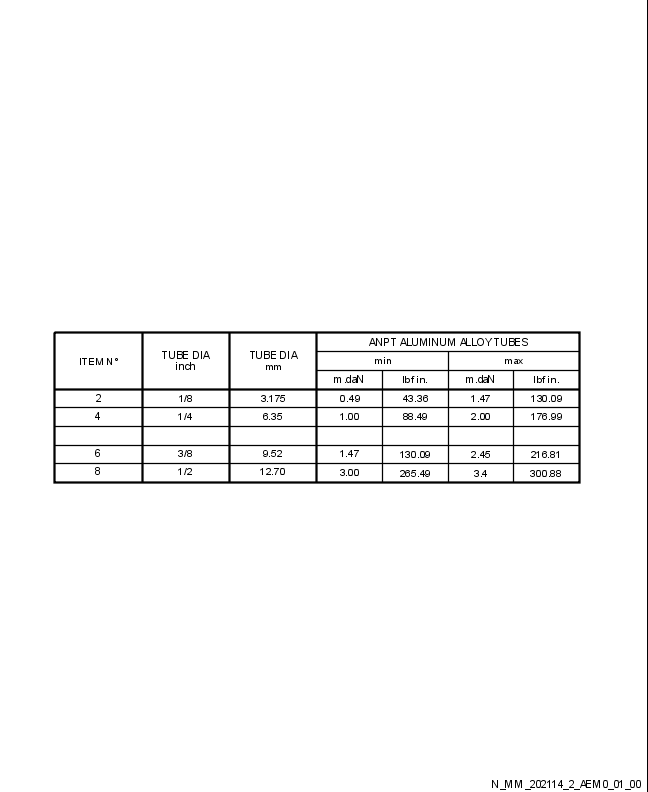 ANPT ALUMINUM ALLOY TUBES
ITEM N° TUBE DIA inch TUBE DIA mm min max
m.daN lbf in. m.daN lbf in.
2 1/8 3.175 0.49 43.36 1.47 130.09
4 1/4 6.35 1.00 88.49 2.00 176.99
6 3/8 9.52 1.47 130.09 2.45 216.81
8 1/2 12.70 3.00 265.49 3.4 300.88
N_MM_202114_2_AEM0_01_00